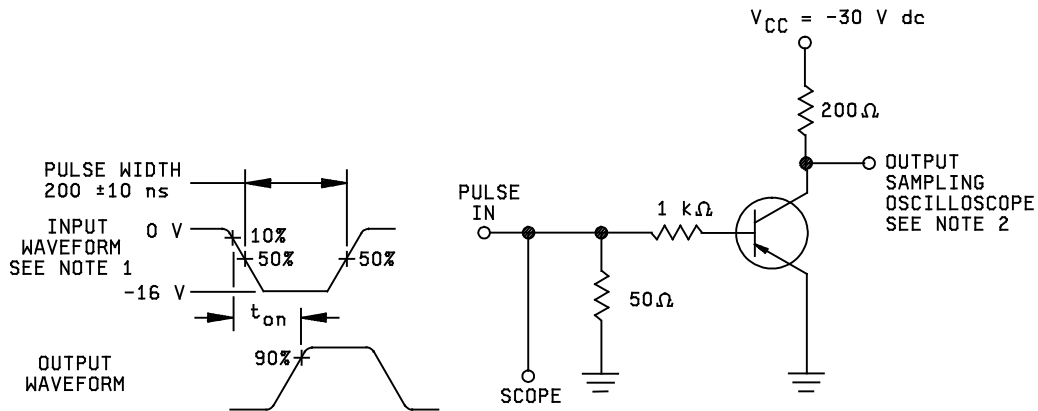 V_CC = -30 V dc
200Ω
OUTPUT
SAMPLING
OSCILLOSCOPE
SEE NOTE 2
PULSE WIDTH
200 ±10 ns
PULSE
IN
1 kΩ
INPUT
WAVEFORM
SEE NOTE 1
0 V
10%
50%
50%
-16 V
t_on
50Ω
OUTPUT
WAVEFORM
90%
SCOPE